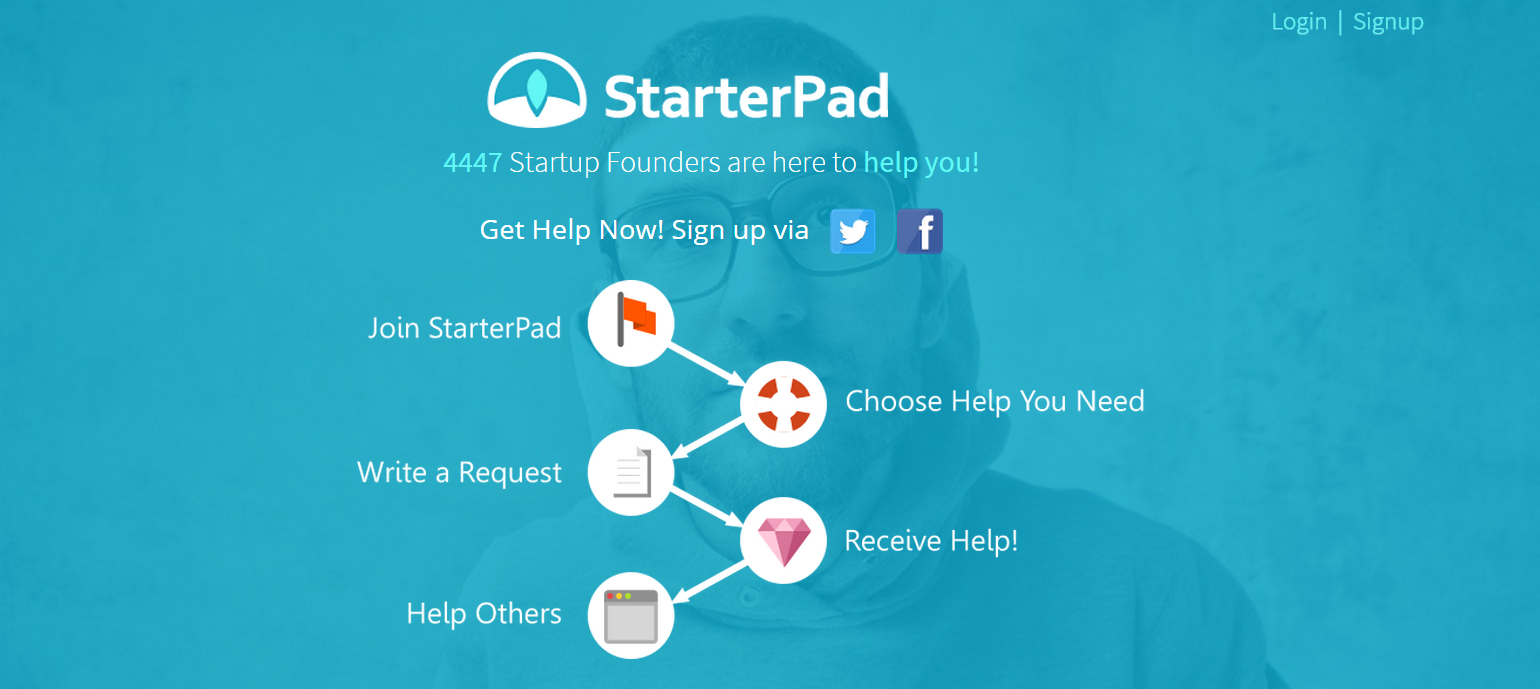 Login | Signup
StarterPad
4447 Startup Founders are here to help you!
Get Help Now! Sign up via
Join StarterPad
Choose Help You Need
Write a Request
Receive Help!
Help Others